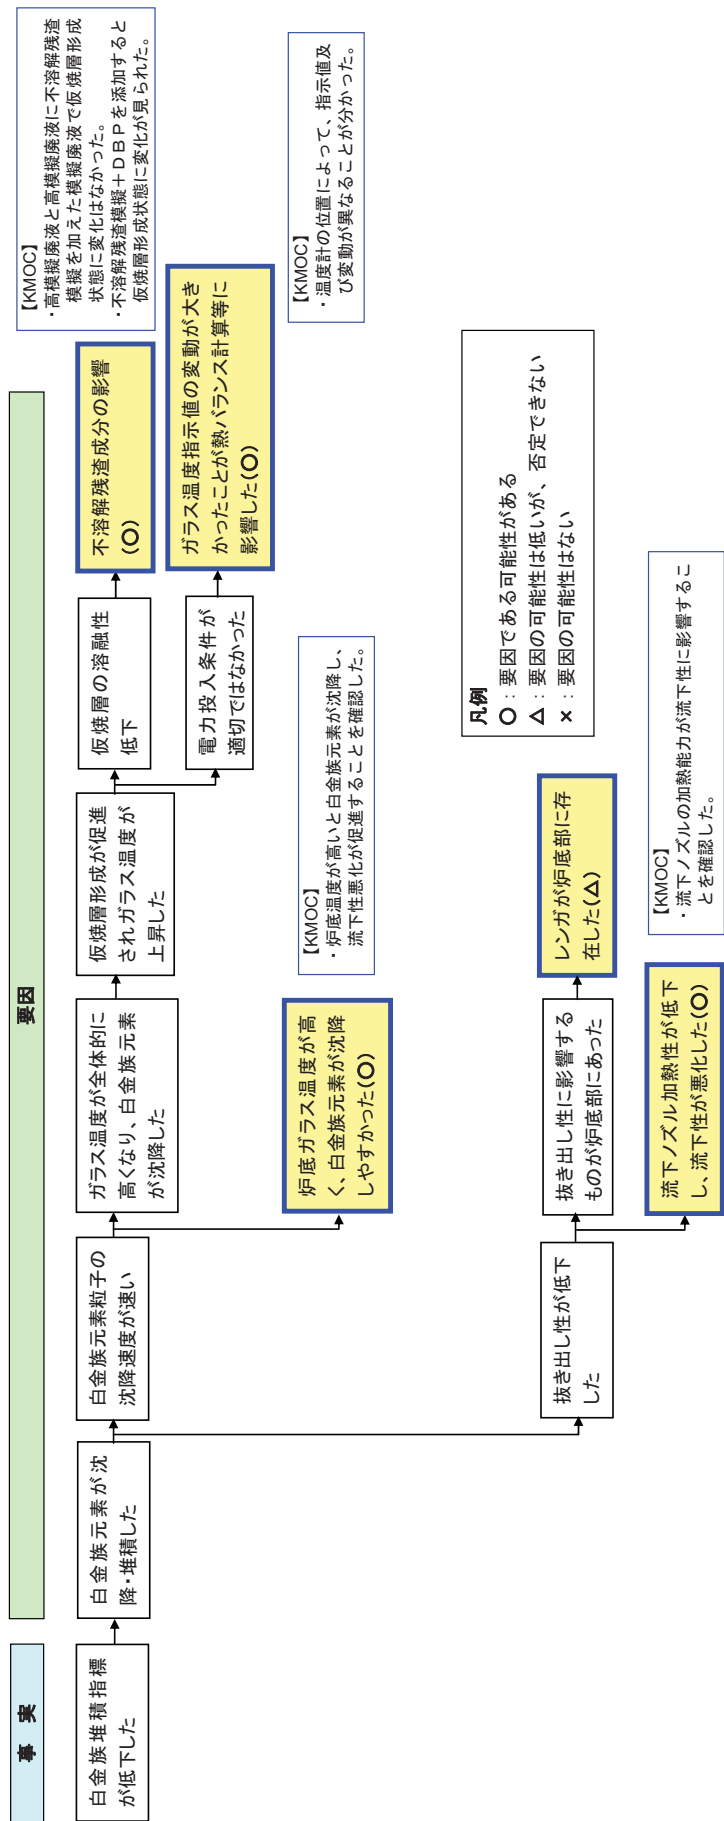 事　実
要因
白金族堆積指標
が低下した
白金族元素が沈
降・堆積した
白金族元素粒子の
沈降速度が速い
ガラス温度が全体的に
高くなり、白金族元素
が沈降した
仮焼層形成が促進
されガラス温度が
上昇した
仮焼層の溶融性
低下
不溶解残渣成分の影響
(○)
【KMOC】
・高模擬廃液と高模擬廃液に不溶解残渣
模擬を加えた模擬廃液で仮焼層形成
状態に変化はなかった。
・不溶解残渣模擬＋DBPを添加すると
仮焼層形成状態に変化が見られた。
電力投入条件が
適切ではなかった
ガラス温度指示値の変動が大き
かったことが熱バランス計算等に
影響した(○)
【KMOC】
・温度計の位置によって、指示値及
び変動が異なることが分かった。
炉底ガラス温度が高
く、白金族元素が沈降
しやすかった(○)
【KMOC】
・炉底温度が高いと白金族元素が沈降し、
流下性悪化が促進することを確認した。
抜き出し性が低下
した
抜き出し性に影響する
ものが炉底部にあった
レンガが炉底部に存
在した(△)
流下ノズル加熱性が低下
し、流下性が悪化した(○)
【KMOC】
・流下ノズルの加熱能力が流下性に影響するこ
とを確認した。
凡例
○：要因である可能性がある
△：要因の可能性は低いが、否定できない
×：要因の可能性はない